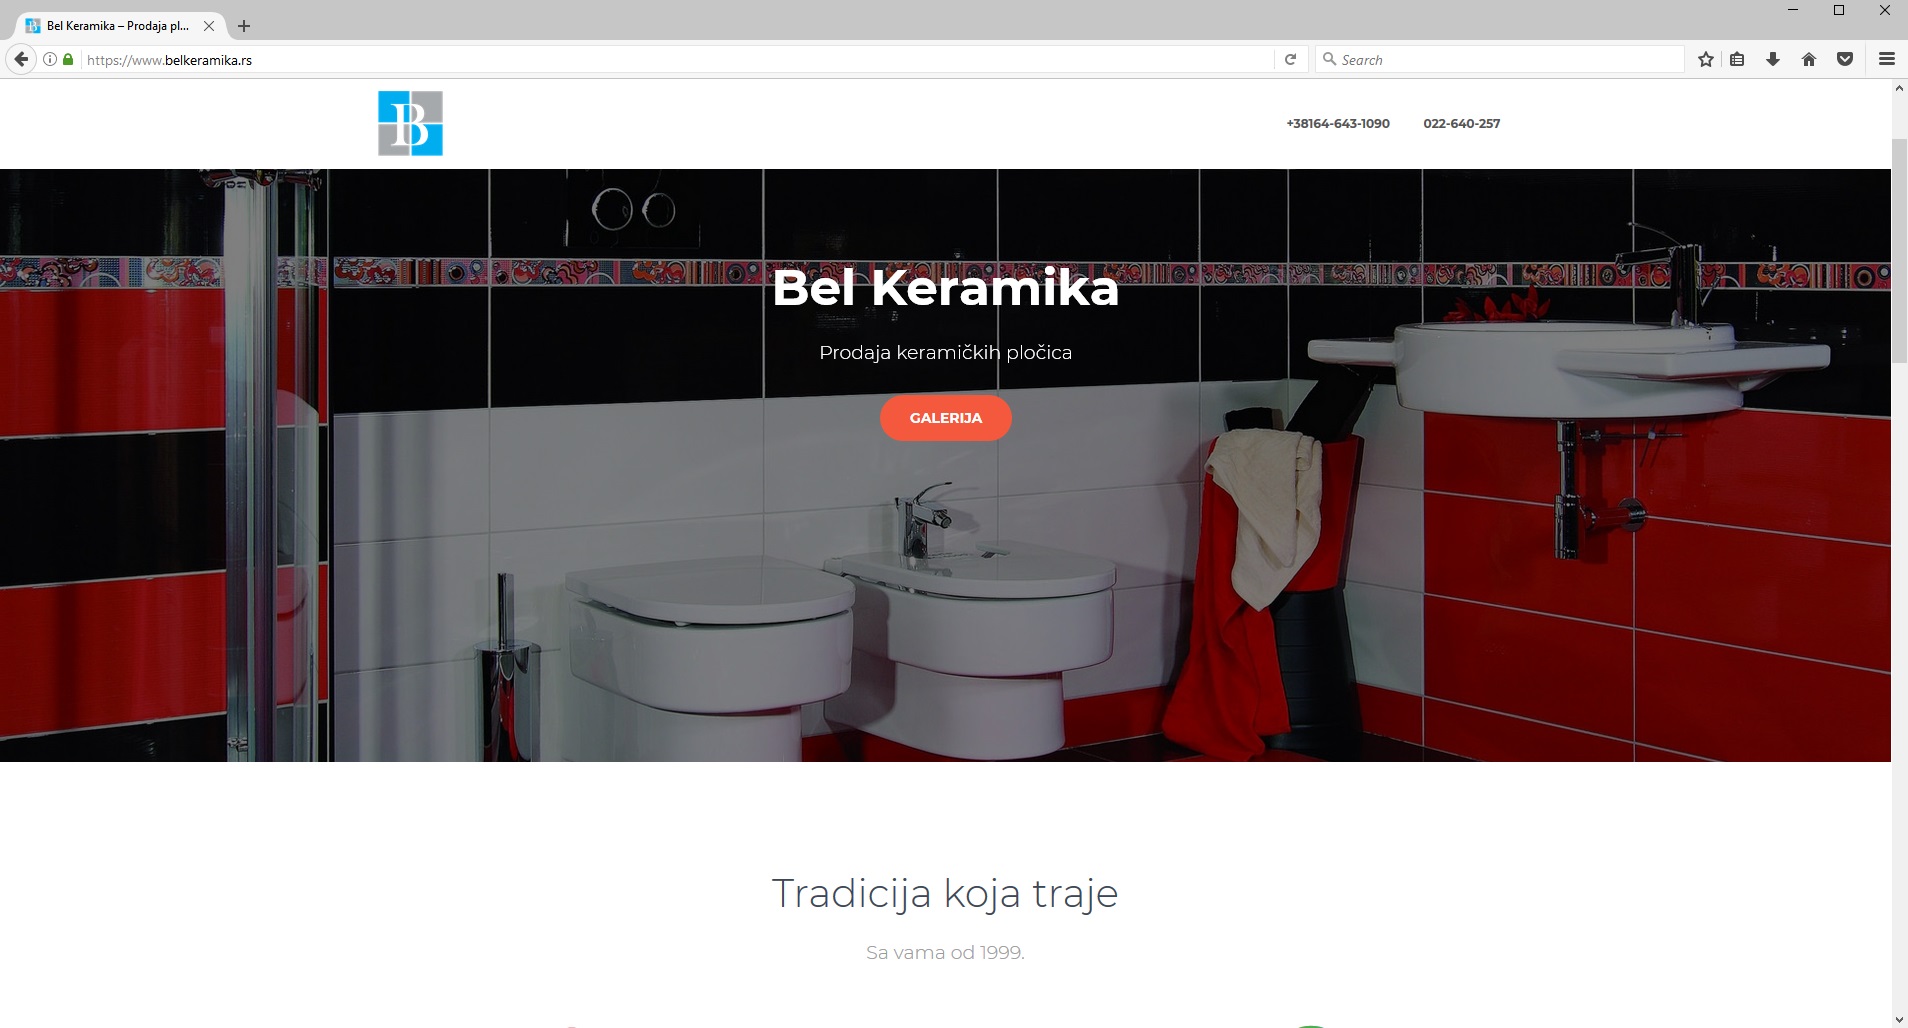 Bel Keramika – Prodaja pl...
https://www.belkeramika.rs
Search
B
+38164-643-1090
022-640-257
Bel Keramika
Prodaja keramičkih pločica
GALERIJA
Tradicija koja traje
Sa vama od 1999.